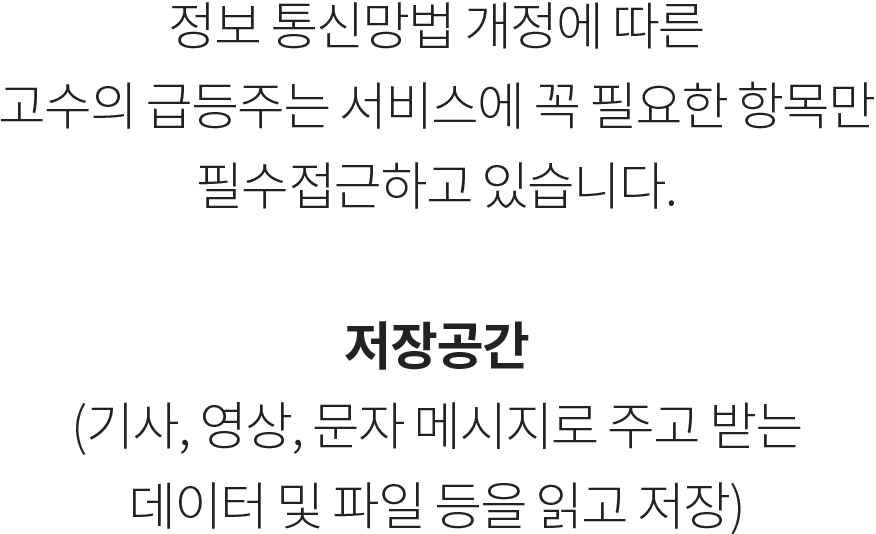 정보 통신망법 개정에 따른
고수의 급등주는 서비스에 꼭 필요한 항목만
필수접근하고 있습니다.
저장공간
(기사, 영상, 문자 메시지로 주고 받는
데이터 및 파일 등을 읽고 저장)